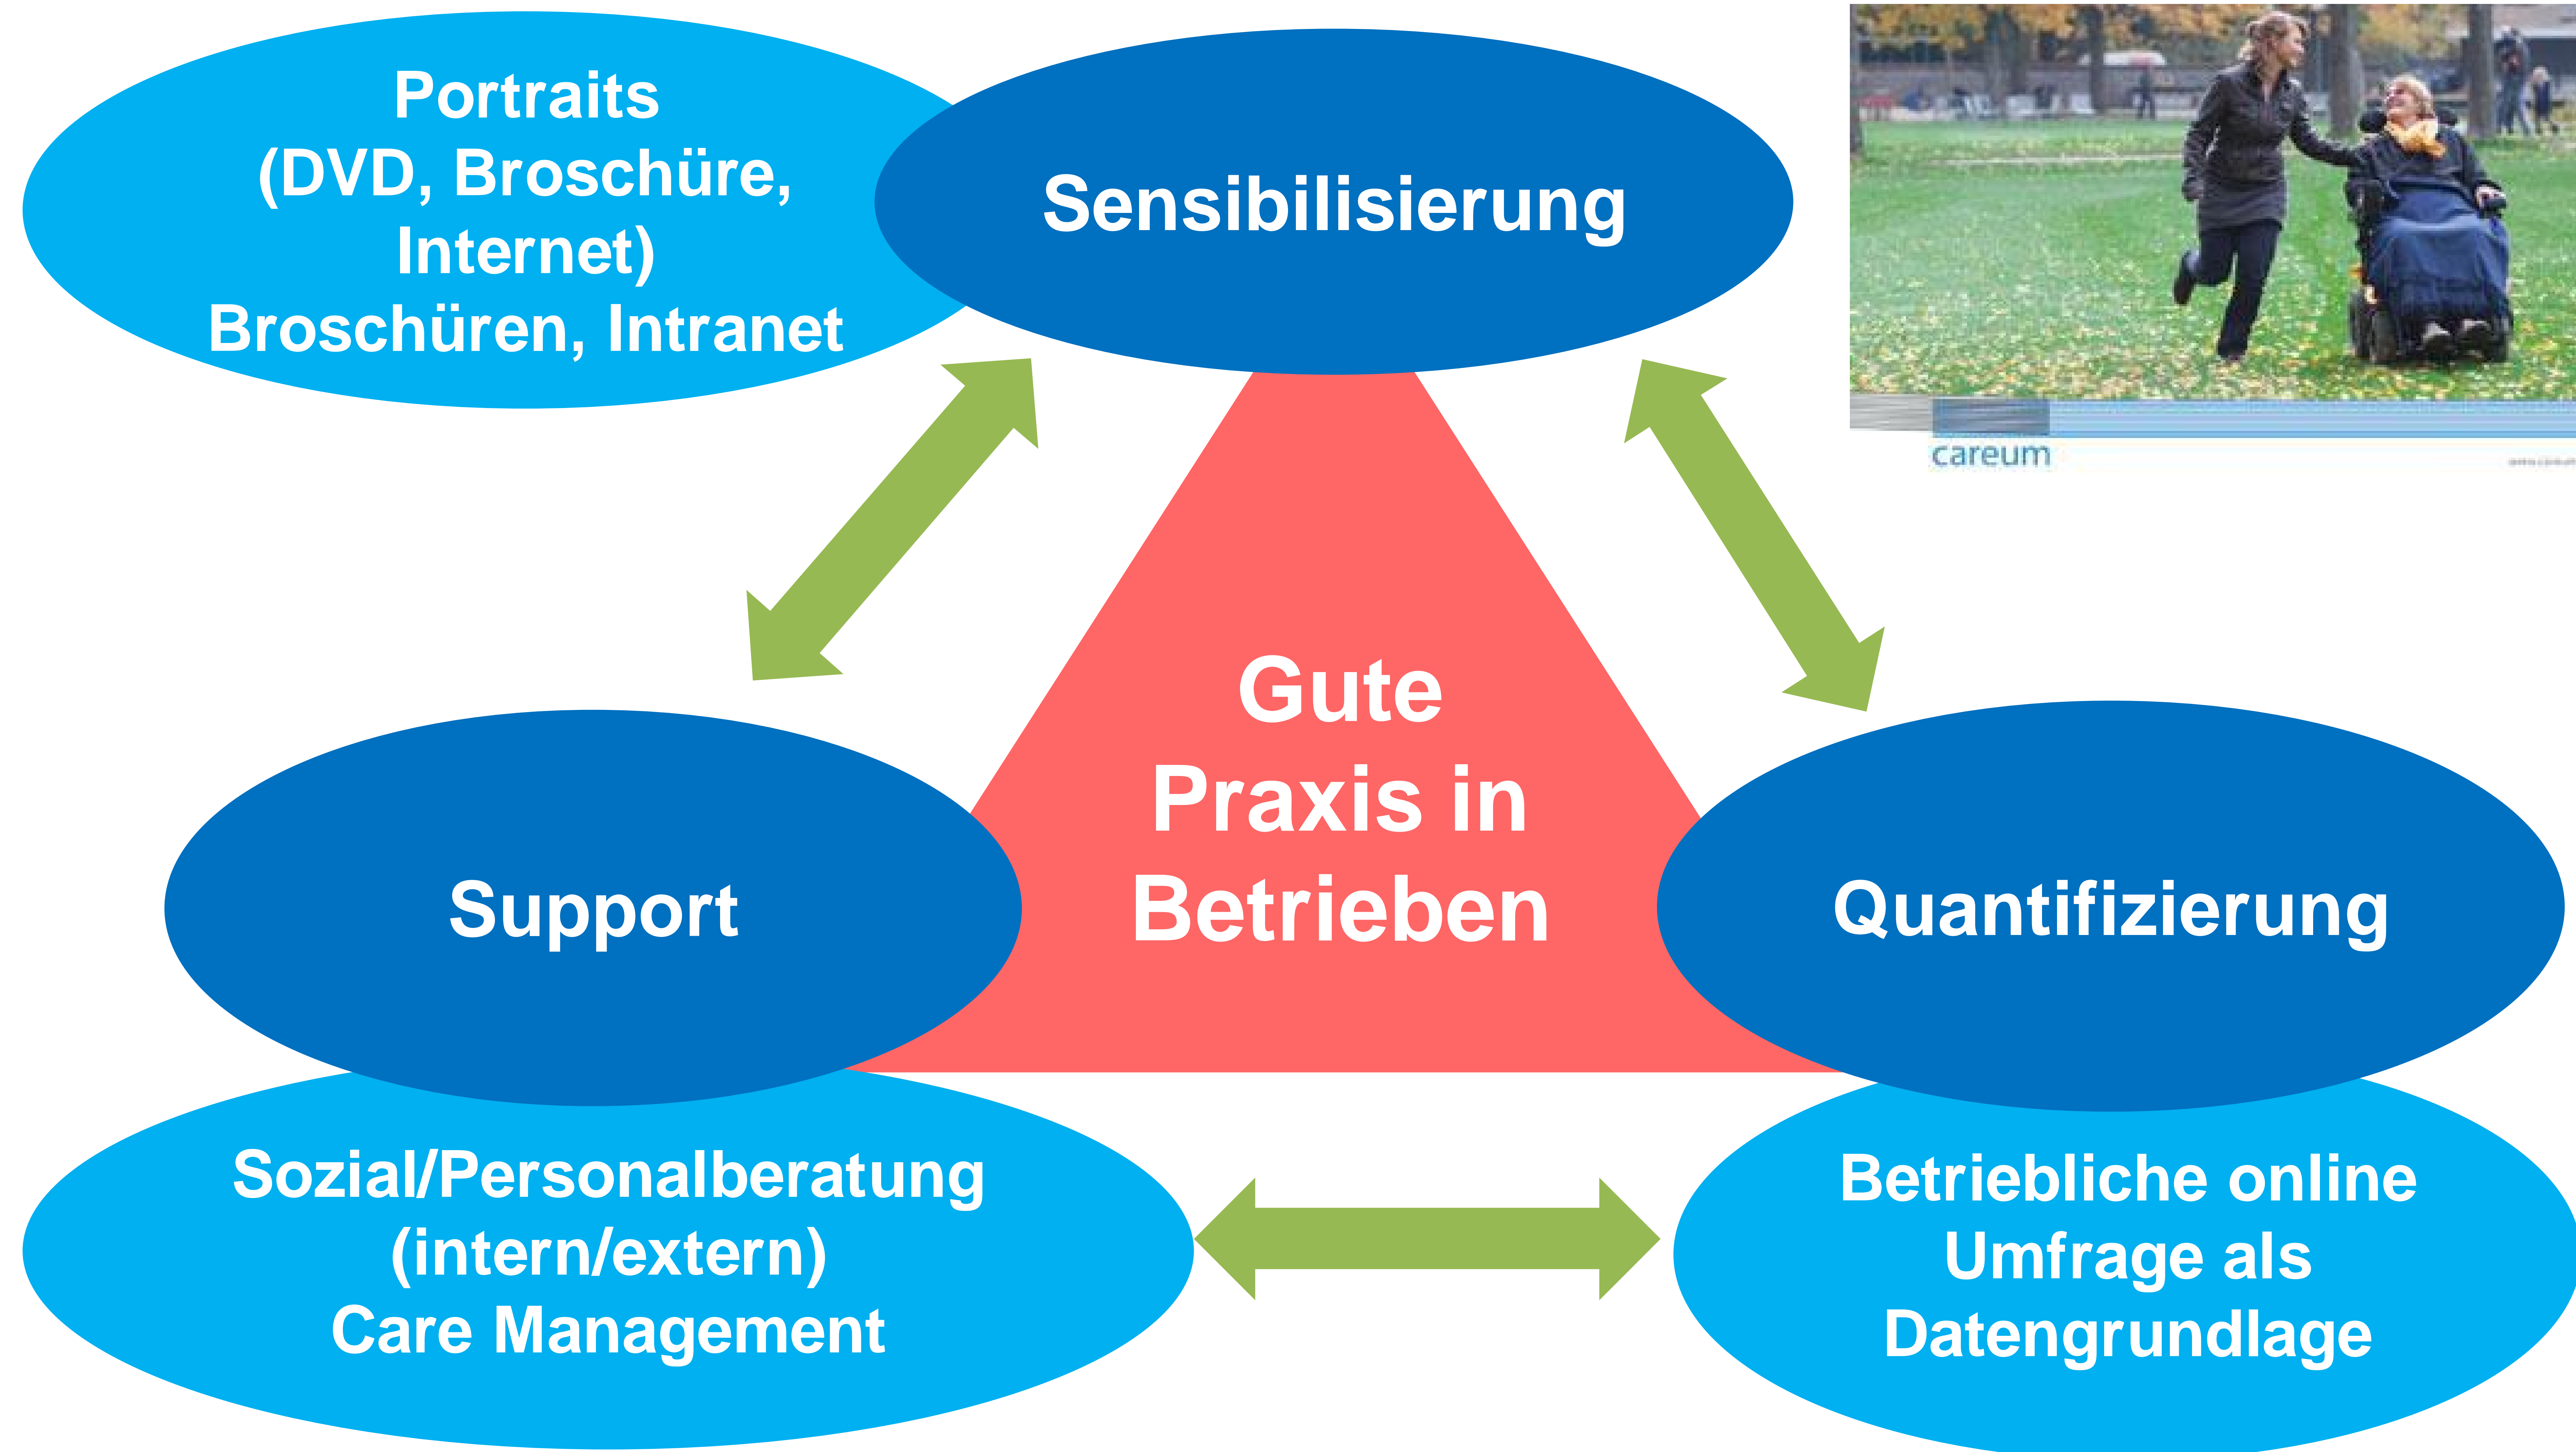 Portraits
(DVD, Broschüre,
Internet)
Broschüren, Intranet
Sensibilisierung
careum
Gute
Praxis in
Betrieben
Support
Quantifizierung
Sozial/Personalberatung
(intern/extern)
Care Management
Betriebliche online
Umfrage als
Datengrundlage